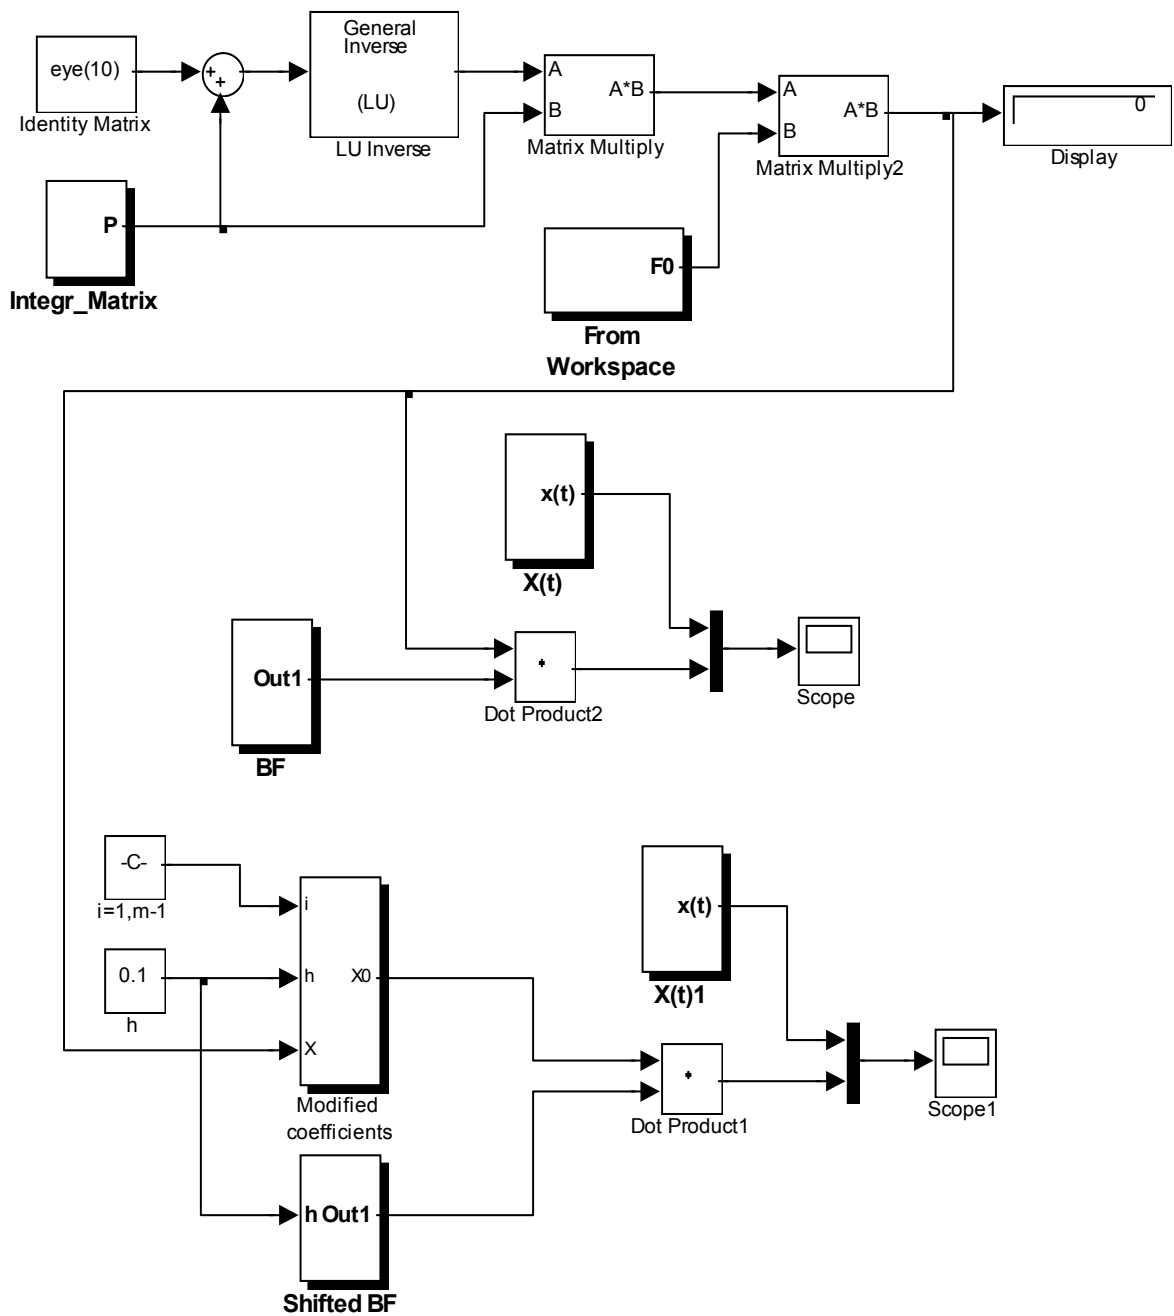 eye(10)
Identity Matrix
+
+
General
Inverse
(LU)
LU Inverse
A
B
A*B
Matrix Multiply
A
B
A*B
Matrix Multiply2
0
Display
P
Integr_Matrix
F0
From
Workspace
x(t)
X(t)
Out1
BF
Dot Product2
Scope
-C-
i=1,m-1
0.1
h
i
h
X
X0
Modified
coefficients
x(t)
X(t)1
Dot Product1
Scope1
h Out1
Shifted BF